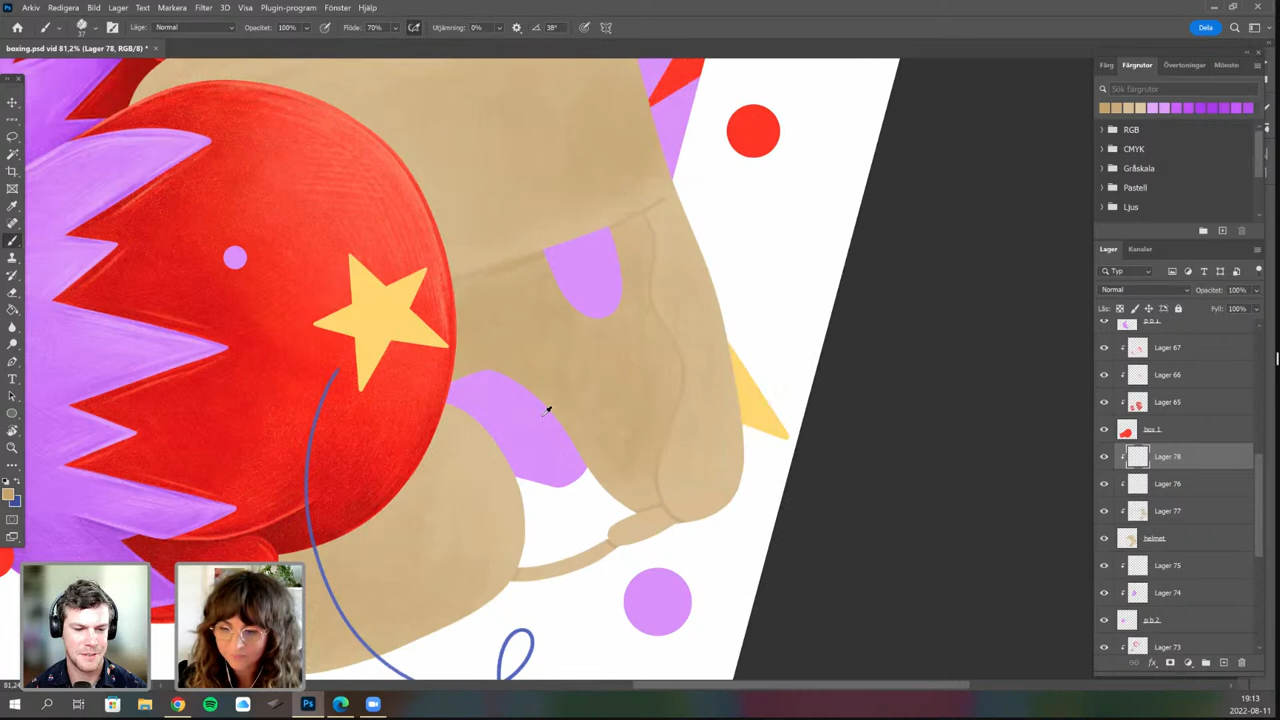 Arkiv Redigera Bild Lager Text Markera Filter 3D Visa Plugin-program Fönster Hjälp
37 Läge: Normal Opacitet: 100% Flöde: 70% Utjämning: 0% 38° Dela
boxing.psd vid 81,2% (Lager 78, RGB/8) *
Färg Färgrutor Övertoningar Mönste
Sök färgrutor
RGB
CMYK
Gråskala
Pastell
Ljus
Lager Kanaler
Typ
Normal Opacitet: 100%
Lås: Fyll: 100%
Lager 67
Lager 66
Lager 65
box 1
Lager 78
Lager 76
Lager 77
helmet
Lager 75
Lager 74
p b 2
Lager 73
19:13
2022-08-11